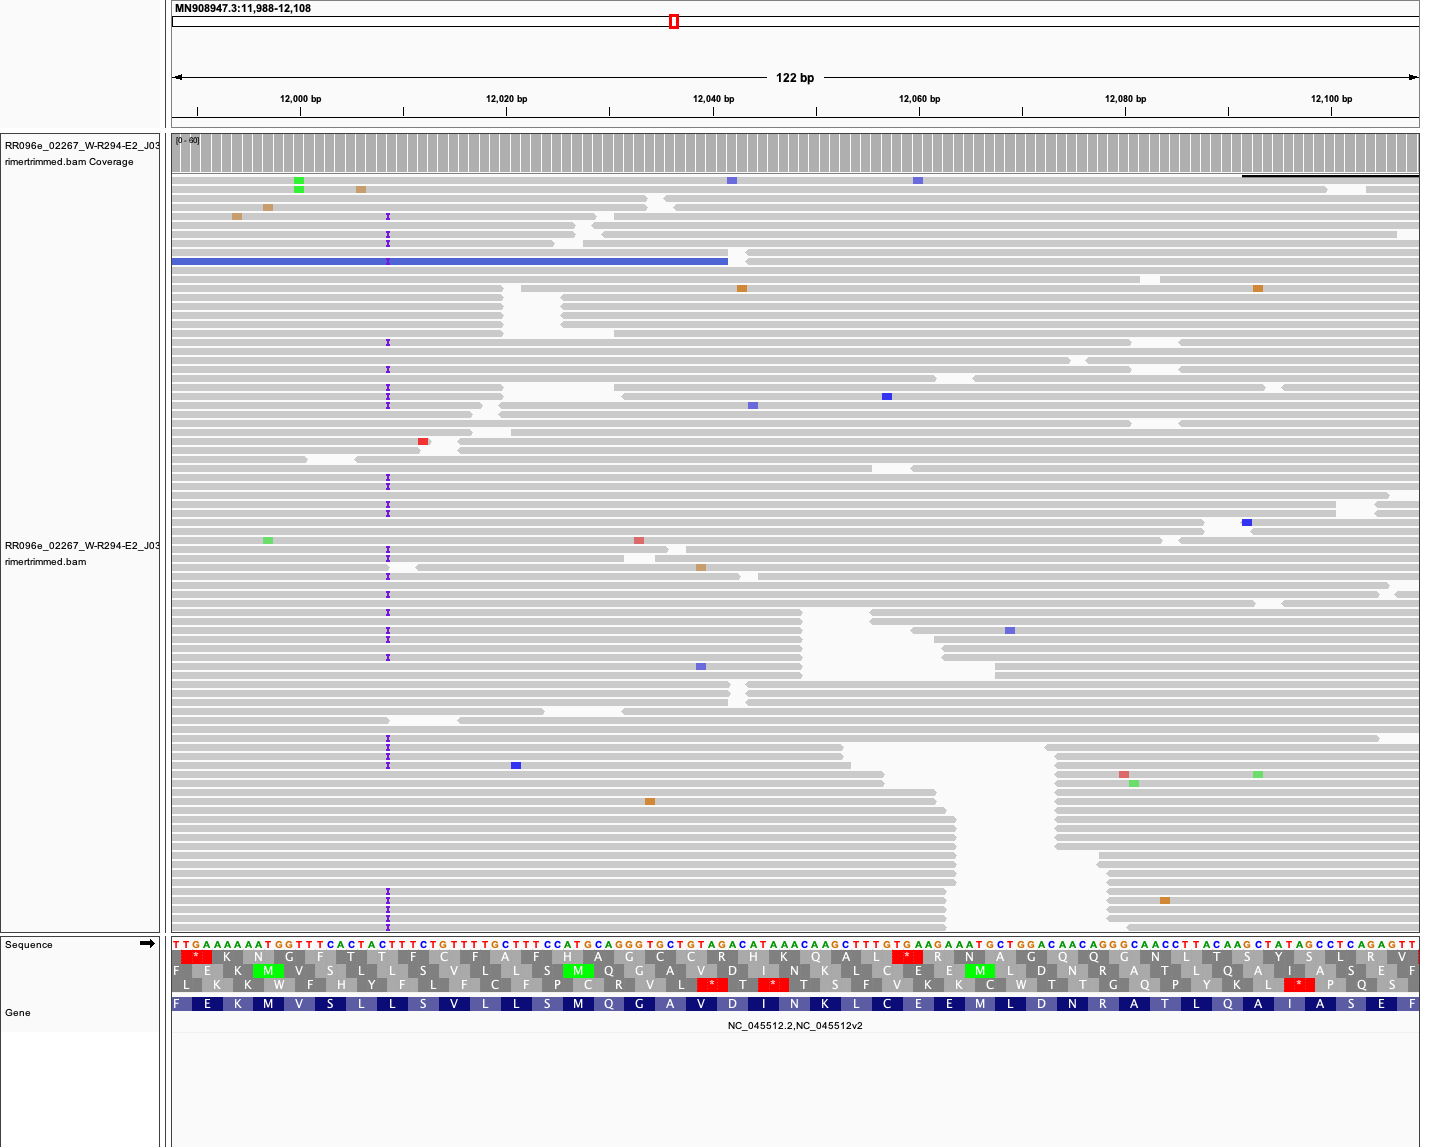 MN908947.3:11,988-12,108
122 bp
12,000 bp 12,020 bp 12,040 bp 12,060 bp 12,080 bp 12,100 bp
[0 - 60]
RR096e_02267_W-R294-E2_J03
rimertrimmed.bam Coverage
RR096e_02267_W-R294-E2_J03
rimertrimmed.bam
Sequence
T T G A A A A A A A T G G T T T C A C T A C T T T C T G T T T T G C T T T C C A T G C A G G G T G C T G T A G A C A T A A A C A A G C T T T G T G A A G A A A T G C T G G A C A A C A G G G C A A C C T T A C A A G C T A T A G C C T C A G A G T T
* K N G F T T F C F A F H A G C C R H K Q A L * R N A G Q Q G N L T S Y S L R V
F E K M V S L L S V L L S M Q G A V D I N K L C E E M L D N R A T L Q A I A S E F
L K K W F H Y F L F C F P C R V L * T * T S F V K K C W T T G Q P Y K L * P Q S
F E K M V S L L S V L L S M Q G A V D I N K L C E E M L D N R A T L Q A I A S E F
Gene
NC_045512.2,NC_045512v2